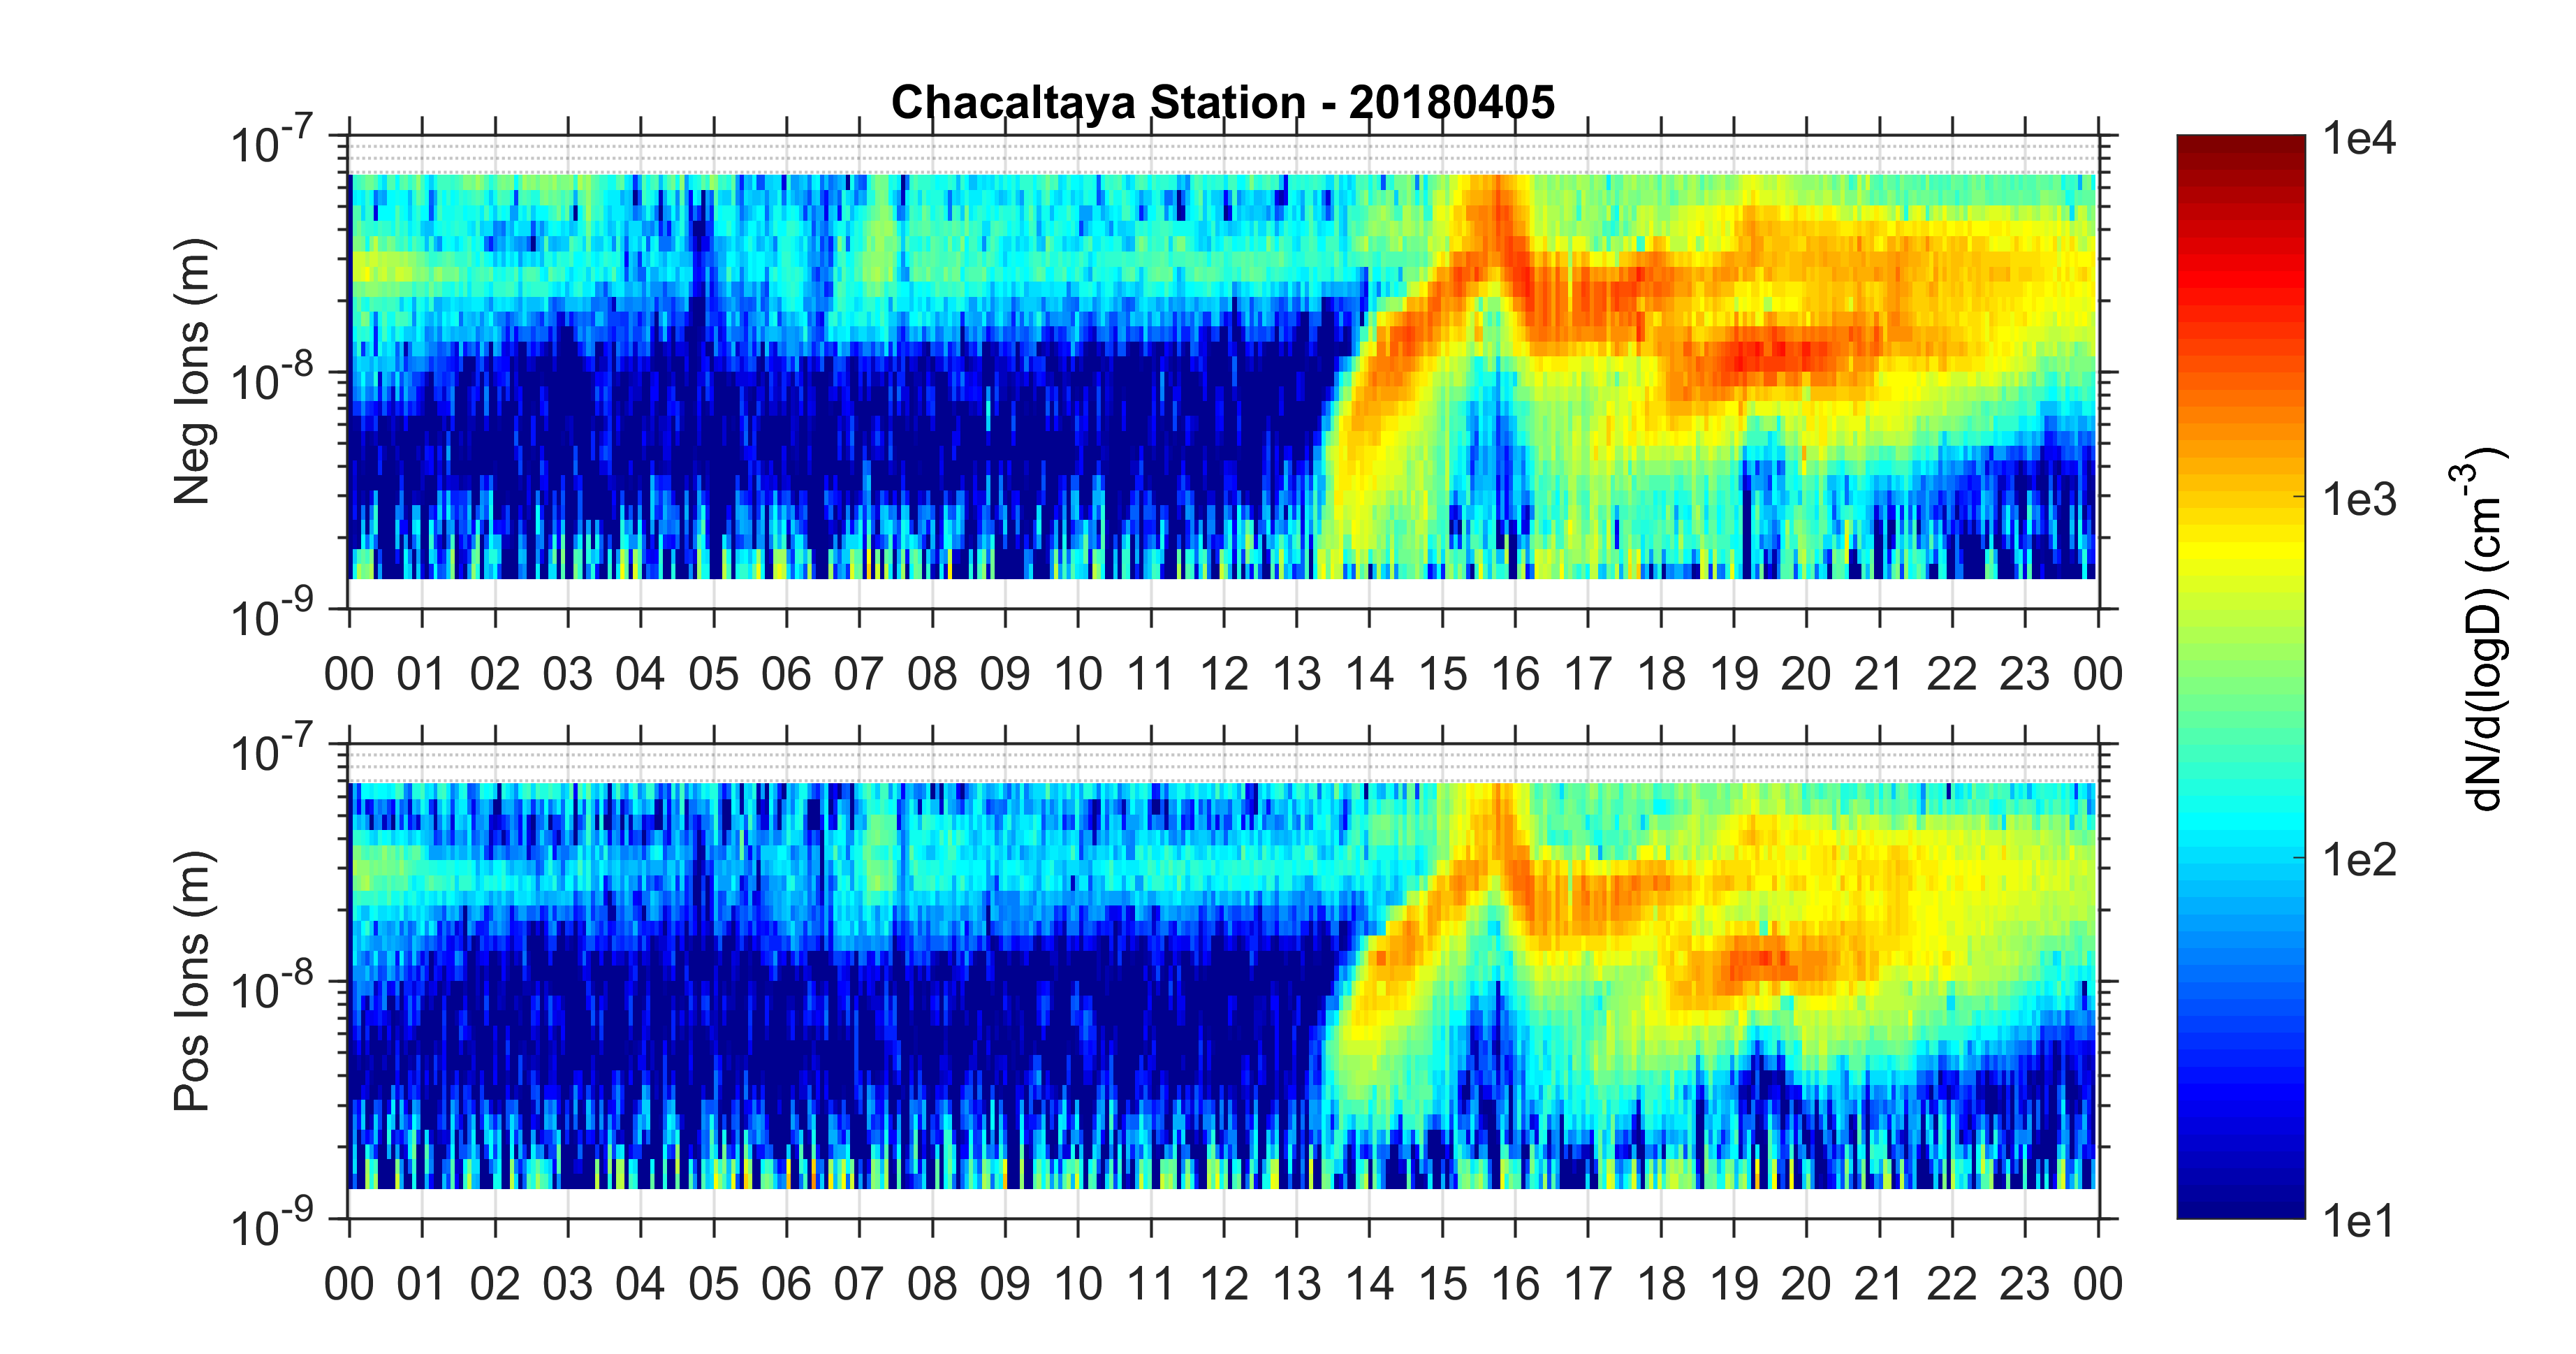 Chacaltaya Station - 20180405
Neg Ions (m)
10-7
10-8
10-9
00 01 02 03 04 05 06 07 08 09 10 11 12 13 14 15 16 17 18 19 20 21 22 23 00
Pos Ions (m)
10-7
10-8
10-9
00 01 02 03 04 05 06 07 08 09 10 11 12 13 14 15 16 17 18 19 20 21 22 23 00
1e4
1e3
1e2
1e1
dN/d(logD) (cm-3)